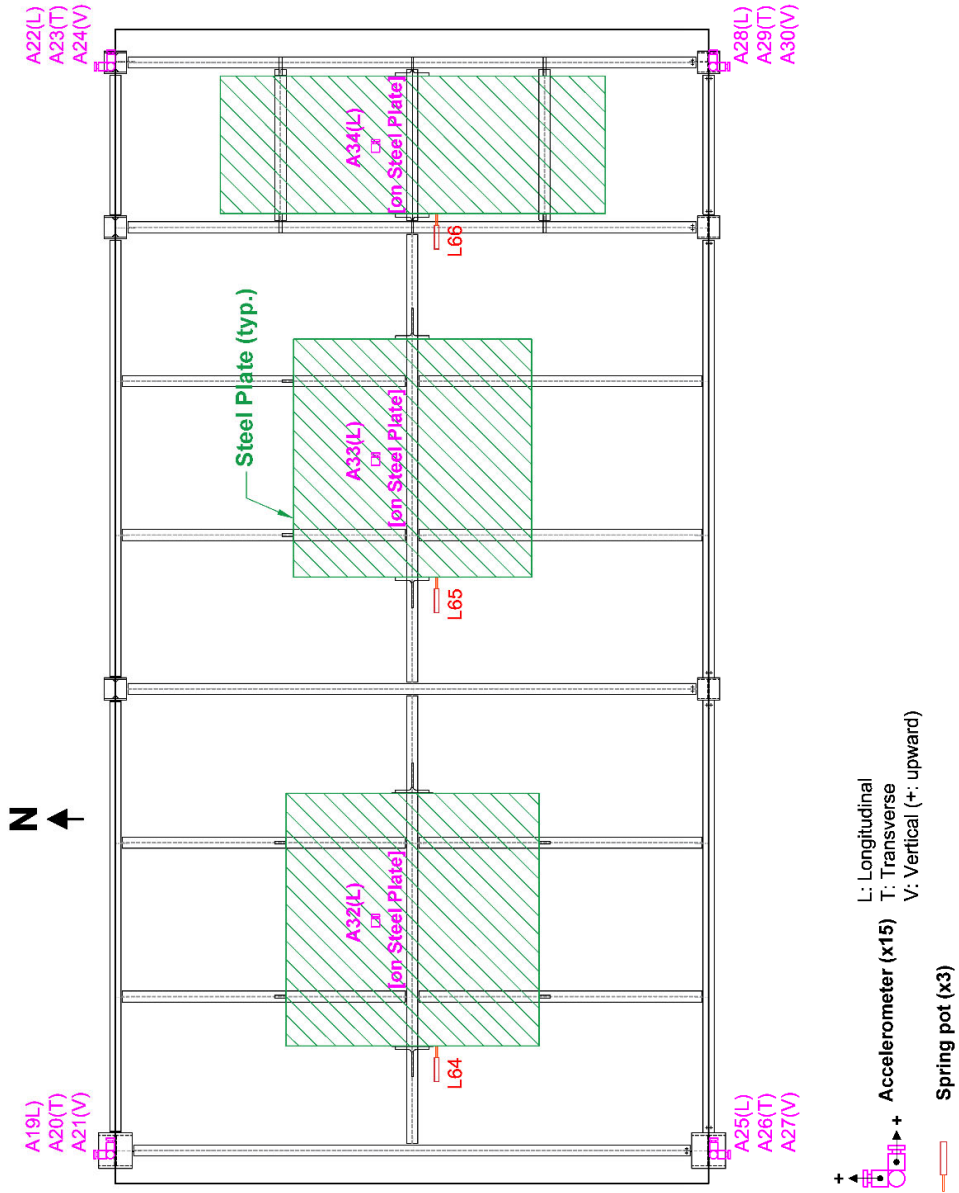 A22(L)
A23(T)
A24(V)
A28(L)
A29(T)
A30(V)
A34(L)
[on Steel Plate]
L66
Steel Plate (typ.)
A33(L)
[on Steel Plate]
L65
N
A32(L)
[on Steel Plate]
L64
A19L)
A20(T)
A21(V)
A25(L)
A26(T)
A27(V)
L: Longitudinal
T: Transverse
V: Vertical (+: upward)
+
+
Accelerometer (x15)
Spring pot (x3)